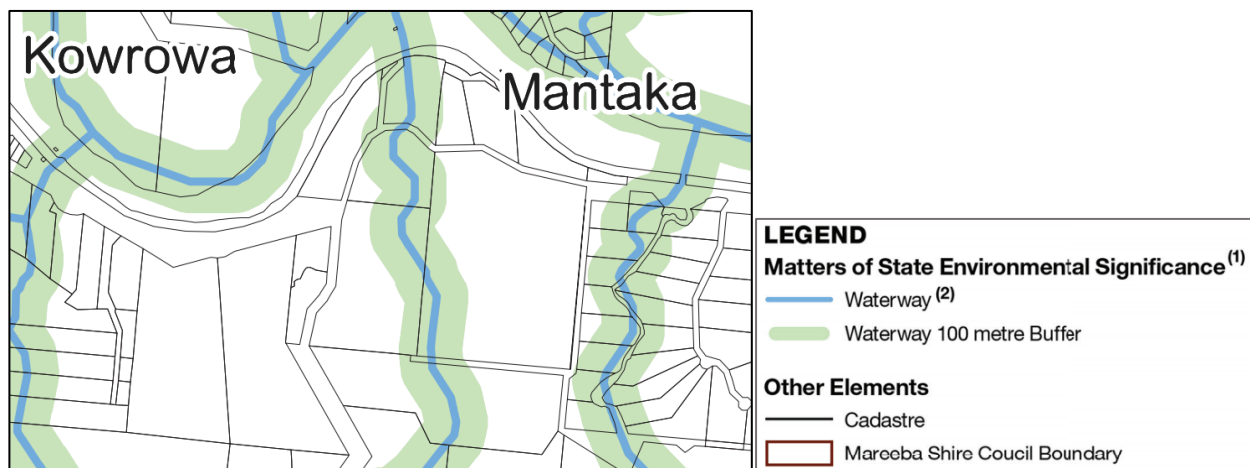 Kowrowa
Mantaka
LEGEND
Matters of State Environmental Significance (1)
Waterway (2)
Waterway 100 metre Buffer
Other Elements
Cadastre
Mareeba Shire Coucil Boundary